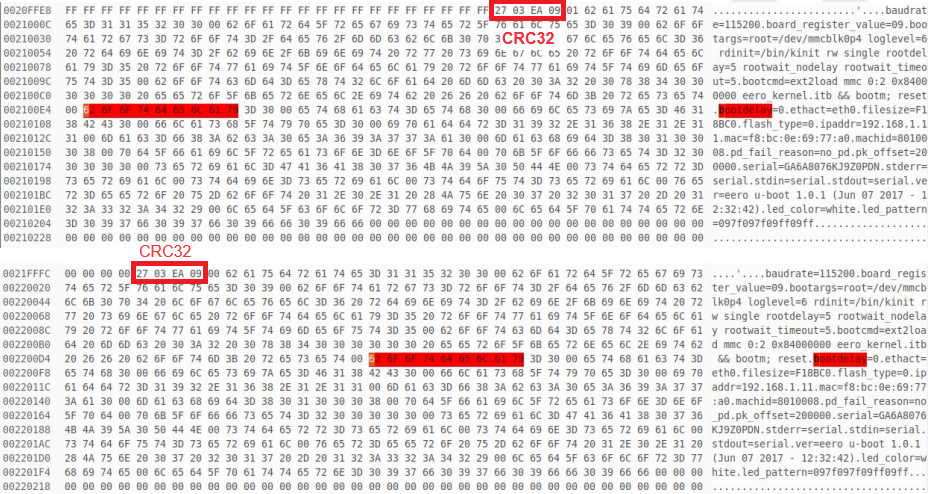 0020FFE8 FF FF FF FF FF FF FF FF FF FF FF FF FF FF FF FF FF FF FF FF FF FF FF FF 27 03 EA 09 01 62 61 75 64 72 61 74 ........................'....baudrat
0021000C 65 3D 31 31 35 32 30 30 00 62 6F 61 72 64 5F 72 65 67 69 73 74 65 72 5F 76 61 6C 75 65 3D 30 39 00 62 6F 6F e=115200.board_register_value=09.boo
CRC32
00210030 74 61 72 67 73 3D 72 6F 6F 74 3D 2F 64 65 76 2F 6D 6D 63 62 6C 6B 30 70 67 6C 65 76 65 6C 3D 36 targs=root=/dev/mmcblk0p4 loglevel=6
00210054 20 72 64 69 6E 69 74 3D 2F 62 69 6E 2F 6B 69 6E 69 74 20 72 77 20 73 69 6E 67 6C 65 20 72 6F 6F 74 64 65 6C rdinit=/bin/kinit rw single rootdel
00210078 61 79 3D 35 20 72 6F 6F 74 77 61 69 74 5F 6E 6F 64 65 6C 61 79 20 72 6F 6F 74 77 61 69 74 5F 74 69 6D 65 6F ay=5 rootwait_nodelay rootwait_timeo
0021009C 75 74 3D 35 00 62 6F 6F 74 63 6D 64 3D 65 78 74 32 6C 6F 61 64 20 6D 6D 63 20 30 3A 32 20 30 78 38 34 30 30 ut=5.bootcmd=ext2load mmc 0:2 0x8400
002100C0 30 30 30 30 20 65 65 72 6F 5F 6B 65 72 6E 65 6C 2E 69 74 62 20 26 26 20 62 6F 6F 74 6D 3B 20 72 65 73 65 74 0000 eero_kernel.itb && bootm; reset
002100E4 00 62 6F 6F 74 64 65 6C 61 79 3D 30 00 65 74 68 61 63 74 3D 65 74 68 30 00 66 69 6C 65 73 69 7A 65 3D 46 31 .bootdelay=0.ethact=eth0.filesize=F1
00210108 38 42 43 30 00 66 6C 61 73 68 5F 74 79 70 65 3D 30 00 69 70 61 64 64 72 3D 31 39 32 2E 31 36 38 2E 31 2E 31 8BC0.flash_type=0.ipaddr=192.168.1.1
0021012C 31 00 6D 61 63 3D 66 38 3A 62 63 3A 30 65 3A 36 39 3A 37 37 3A 61 30 00 6D 61 63 68 69 64 3D 38 30 31 30 30 1.mac=f8:bc:0e:69:77:a0.machid=80100
00210150 30 38 00 70 64 5F 66 61 69 6C 5F 72 65 61 73 6F 6E 3D 6E 6F 5F 70 64 00 70 6B 5F 6F 66 66 73 65 74 3D 32 30 08.pd_fail_reason=no_pd.pk_offset=20
00210174 30 30 30 30 00 73 65 72 69 61 6C 3D 47 41 36 41 38 30 37 36 4B 4A 39 5A 30 50 44 4E 00 73 74 64 65 72 72 3D 0000.serial=GA6A8076KJ9Z0PDN.stderr=
00210198 73 65 72 69 61 6C 00 73 74 64 69 6E 3D 73 65 72 69 61 6C 00 73 74 64 6F 75 74 3D 73 65 72 69 61 6C 00 76 65 serial.stdin=serial.stdout=serial.ve
002101BC 72 3D 65 65 72 6F 20 75 2D 62 6F 6F 74 20 31 2E 30 2E 31 20 28 4A 75 6E 20 30 37 20 32 30 31 37 20 2D 20 31 r=eero u-boot 1.0.1 (Jun 07 2017 - 1
002101E0 32 3A 33 32 3A 34 32 29 00 6C 65 64 5F 63 6F 6C 6F 72 3D 77 68 69 74 65 00 6C 65 64 5F 70 61 74 74 65 72 6E 2:32:42).led_color=white.led_pattern
00210204 3D 30 39 37 66 30 39 37 66 30 39 66 66 30 39 66 66 00 00 00 00 00 00 00 00 00 00 00 00 00 00 00 00 00 00 00 =097f097f09ff09ff...................
00210228 00 00 00 00 00 00 00 00 00 00 00 00 00 00 00 00 00 00 00 00 00 00 00 00 00 00 00 00 00 00 00 00 00 00 00 00 ....................................
CRC32
0021FFFC 00 00 00 00 27 03 EA 09 00 62 61 75 64 72 61 74 65 3D 31 31 35 32 30 30 00 62 6F 61 72 64 5F 72 65 67 69 73 ....'....baudrate=115200.board_regis
00220020 74 65 72 5F 76 61 6C 75 65 3D 30 39 00 62 6F 6F 74 61 72 67 73 3D 72 6F 6F 74 3D 2F 64 65 76 2F 6D 6D 63 62 ter_value=09.bootargs=root=/dev/mmcb
00220044 6C 6B 30 70 34 20 6C 6F 67 6C 65 76 65 6C 3D 36 20 72 64 69 6E 69 74 3D 2F 62 69 6E 2F 6B 69 6E 69 74 20 72 lk0p4 loglevel=6 rdinit=/bin/kinit r
00220068 77 20 73 69 6E 67 6C 65 20 72 6F 6F 74 64 65 6C 61 79 3D 35 20 72 6F 6F 74 77 61 69 74 5F 6E 6F 64 65 6C 61 w single rootdelay=5 rootwait_nodela
0022008C 79 20 72 6F 6F 74 77 61 69 74 5F 74 69 6D 65 6F 75 74 3D 35 00 62 6F 6F 74 63 6D 64 3D 65 78 74 32 6C 6F 61 y rootwait_timeout=5.bootcmd=ext2loa
002200B0 64 20 6D 6D 63 20 30 3A 32 20 30 78 38 34 30 30 30 30 30 30 20 65 65 72 6F 5F 6B 65 72 6E 65 6C 2E 69 74 62 d mmc 0:2 0x84000000 eero_kernel.itb
002200D4 20 26 26 20 62 6F 6F 74 6D 3B 20 72 65 73 65 74 00 62 6F 6F 74 64 65 6C 61 79 3D 30 00 65 74 68 61 63 74 3D && bootm; reset.bootdelay=0.ethact=
002200F8 65 74 68 30 00 66 69 6C 65 73 69 7A 65 3D 46 31 38 42 43 30 00 66 6C 61 73 68 5F 74 79 70 65 3D 30 00 69 70 eth0.filesize=F18BC0.flash_type=0.ip
0022011C 61 64 64 72 3D 31 39 32 2E 31 36 38 2E 31 2E 31 31 00 6D 61 63 3D 66 38 3A 62 63 3A 30 65 3A 36 39 3A 37 37 addr=192.168.1.11.mac=f8:bc:0e:69:77
00220140 3A 61 30 00 6D 61 63 68 69 64 3D 38 30 31 30 30 30 38 00 70 64 5F 66 61 69 6C 5F 72 65 61 73 6F 6E 3D 6E 6F :a0.machid=8010008.pd_fail_reason=no
00220164 5F 70 64 00 70 6B 5F 6F 66 66 73 65 74 3D 32 30 30 30 30 30 00 73 65 72 69 61 6C 3D 47 41 36 41 38 30 37 36 _pd.pk_offset=200000.serial=GA6A8076
00220188 4B 4A 39 5A 30 50 44 4E 00 73 74 64 65 72 72 3D 73 65 72 69 61 6C 00 73 74 64 69 6E 3D 73 65 72 69 61 6C 00 KJ9Z0PDN.stderr=serial.stdin=serial.
002201AC 73 74 64 6F 75 74 3D 73 65 72 69 61 6C 00 76 65 72 3D 65 65 72 6F 20 75 2D 62 6F 6F 74 20 31 2E 30 2E 31 20 stdout=serial.ver=eero u-boot 1.0.1
002201D0 28 4A 75 6E 20 30 37 20 32 30 31 37 20 2D 20 31 32 3A 33 32 3A 34 32 29 00 6C 65 64 5F 63 6F 6C 6F 72 3D 77 (Jun 07 2017 - 12:32:42).led_color=w
002201F4 68 69 74 65 00 6C 65 64 5F 70 61 74 74 65 72 6E 3D 30 39 37 66 30 39 37 66 30 39 66 66 30 39 66 66 00 00 00 hite.led_pattern=097f097f09ff09ff...
00220218 00 00 00 00 00 00 00 00 00 00 00 00 00 00 00 00 00 00 00 00 00 00 00 00 00 00 00 00 00 00 00 00 00 00 00 00 ....................................